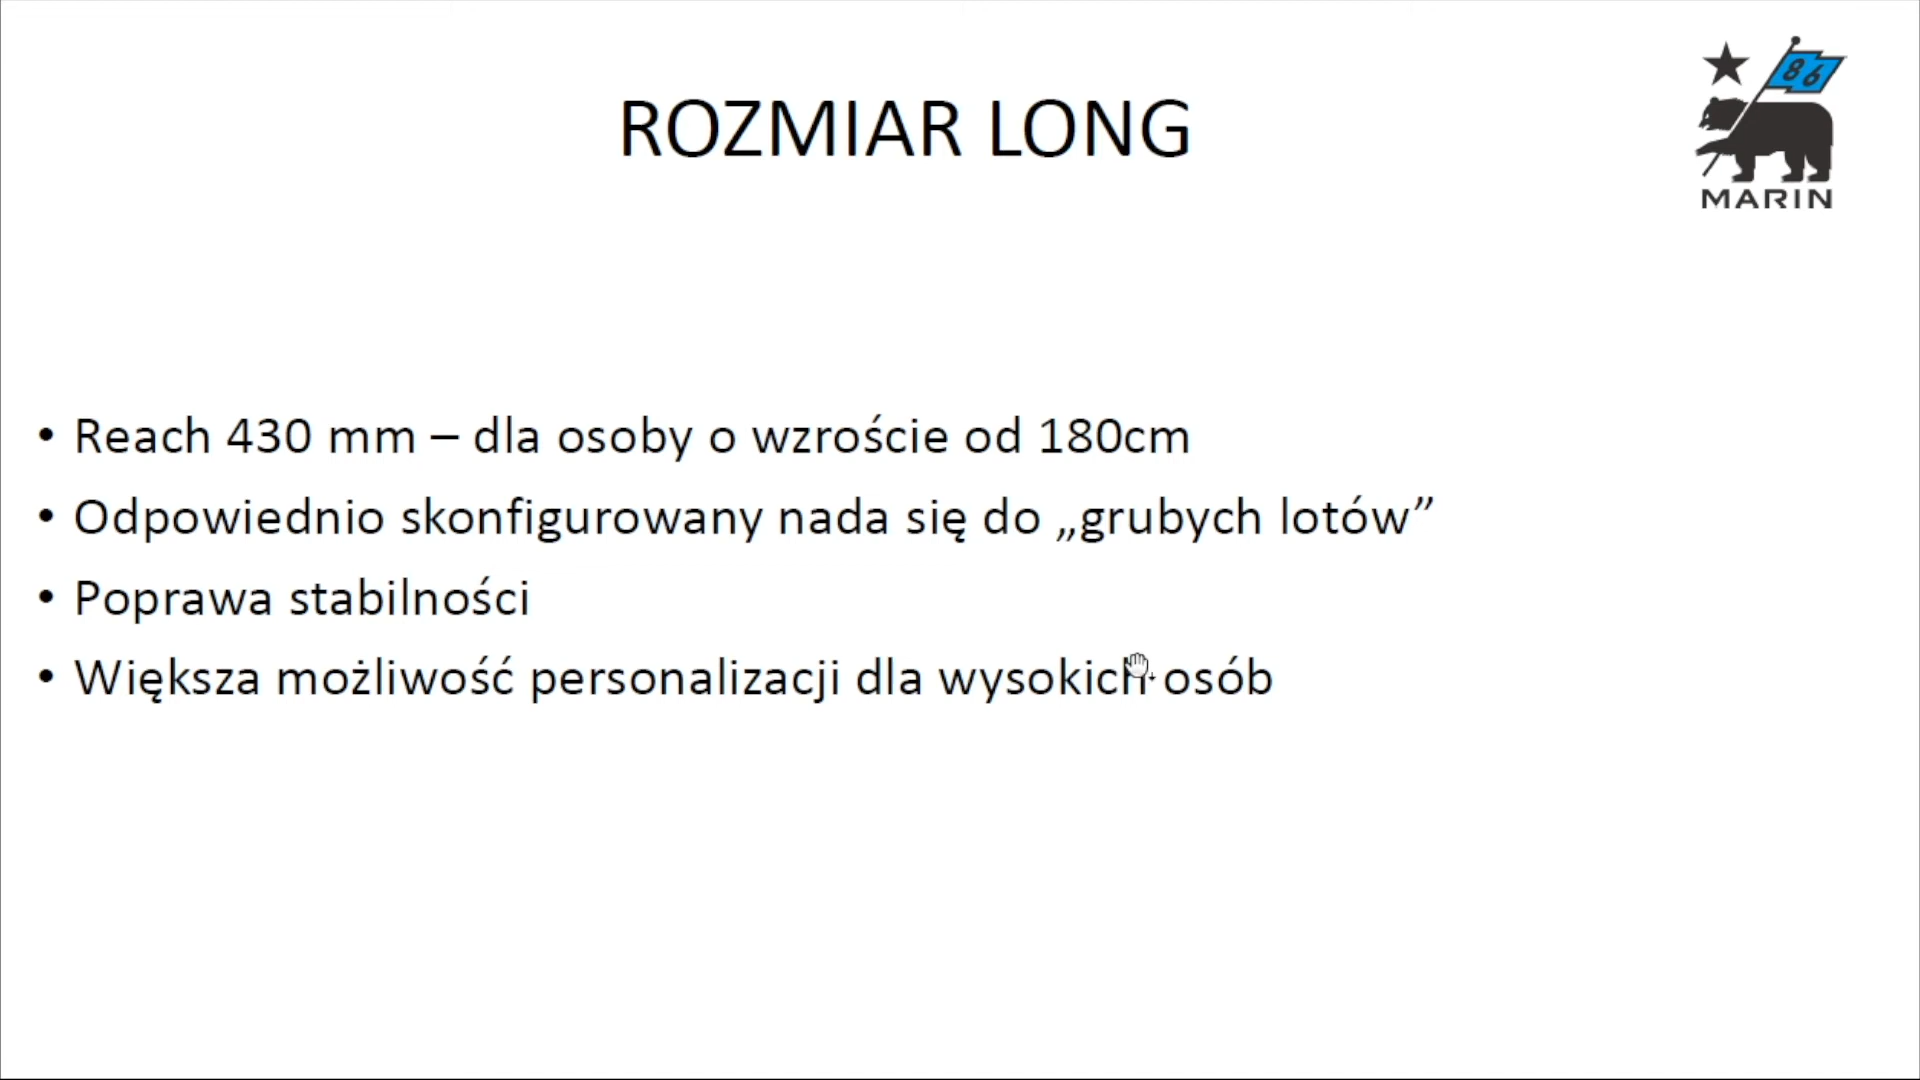 ROZMIAR LONG
86
MARIN
• Reach 430 mm – dla osoby o wzroście od 180cm
• Odpowiednio skonfigurowany nada się do „grubych lotów”
• Poprawa stabilności
• Większa możliwość personalizacji dla wysokich osób